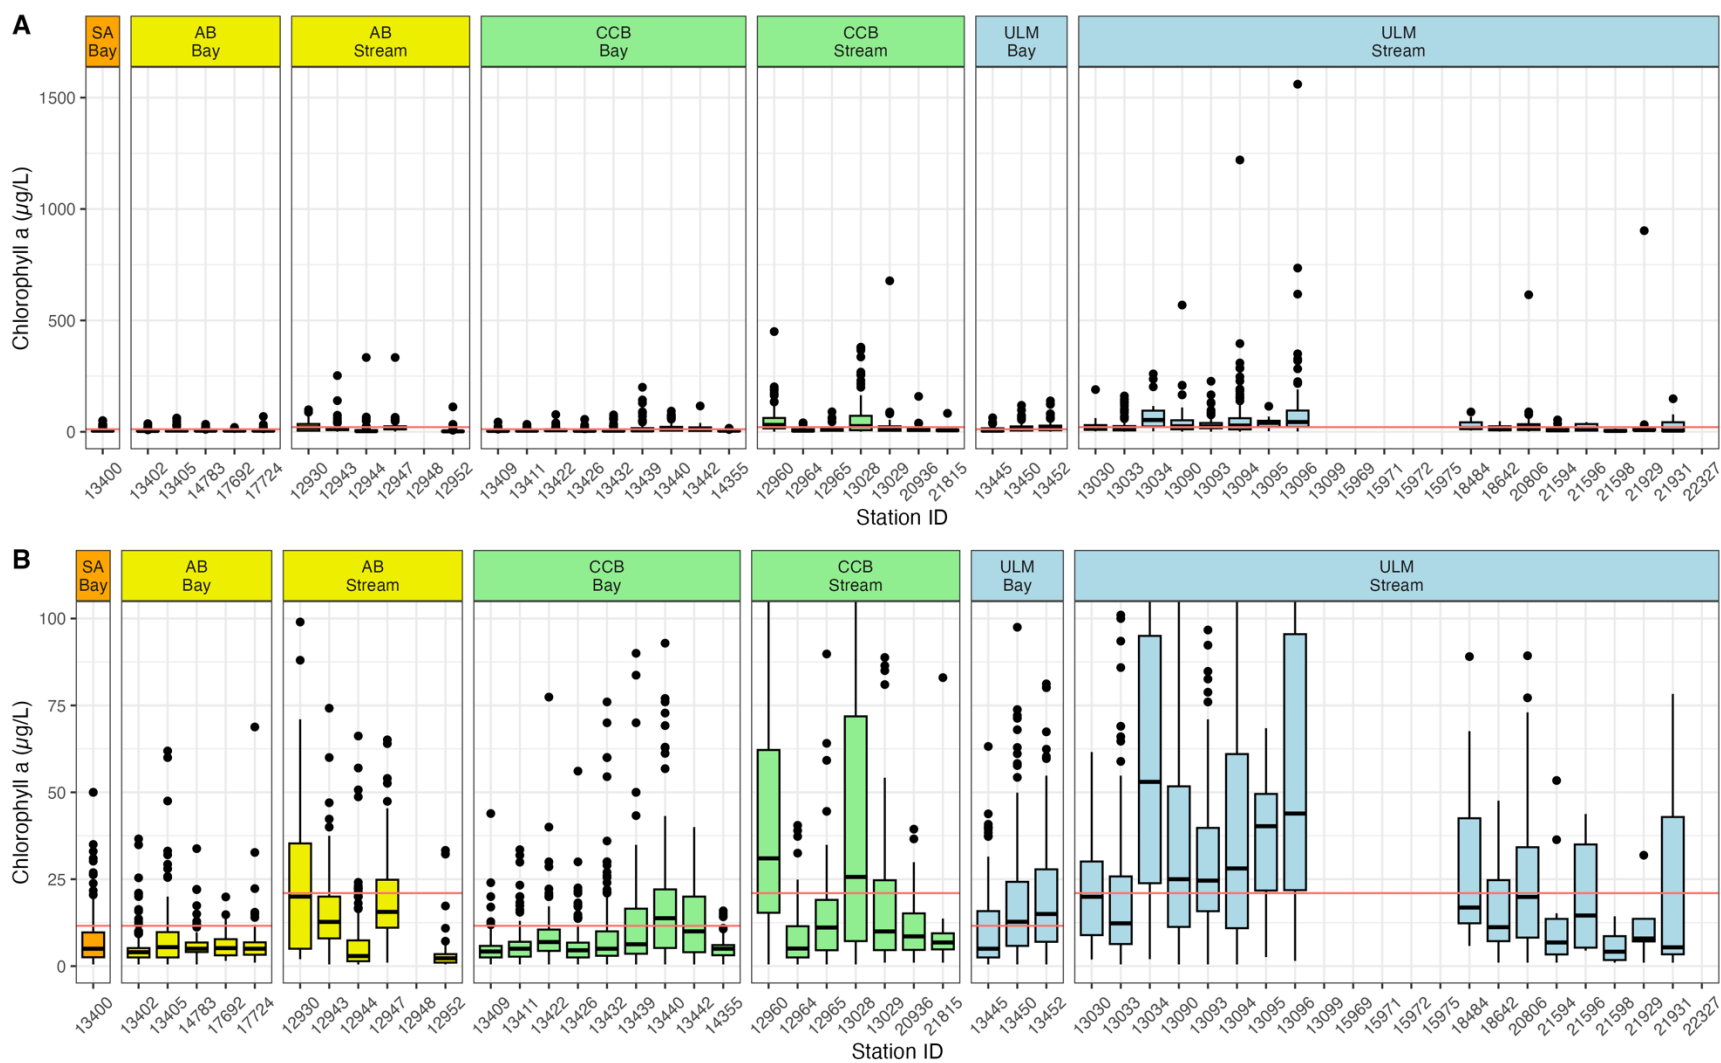 A
SA
Bay
AB
Bay
AB
Stream
CCB
Bay
CCB
Stream
ULM
Bay
ULM
Stream
Chlorophyll a (µg/L)
1500
1000
500
0
13400 13402 13405 14783 17692 17724 12930 12943 12944 12947 12948 12952 13409 13411 13422 13426 13432 13439 13440 13442 14355 12960 12964 12965 13028 13029 20936 21815 13445 13450 13452 13030 13033 13034 13090 13093 13094 13095 13096 13099 15969 15971 15972 15975 18484 18642 20806 21594 21596 21598 21929 21931 22327
Station ID
B
SA
Bay
AB
Bay
AB
Stream
CCB
Bay
CCB
Stream
ULM
Bay
ULM
Stream
Chlorophyll a (µg/L)
100
75
50
25
0
13400 13402 13405 14783 17692 17724 12930 12943 12944 12947 12948 12952 13409 13411 13422 13426 13432 13439 13440 13442 14355 12960 12964 12965 13028 13029 20936 21815 13445 13450 13452 13030 13033 13034 13090 13093 13094 13095 13096 13099 15969 15971 15972 15975 18484 18642 20806 21594 21596 21598 21929 21931 22327
Station ID